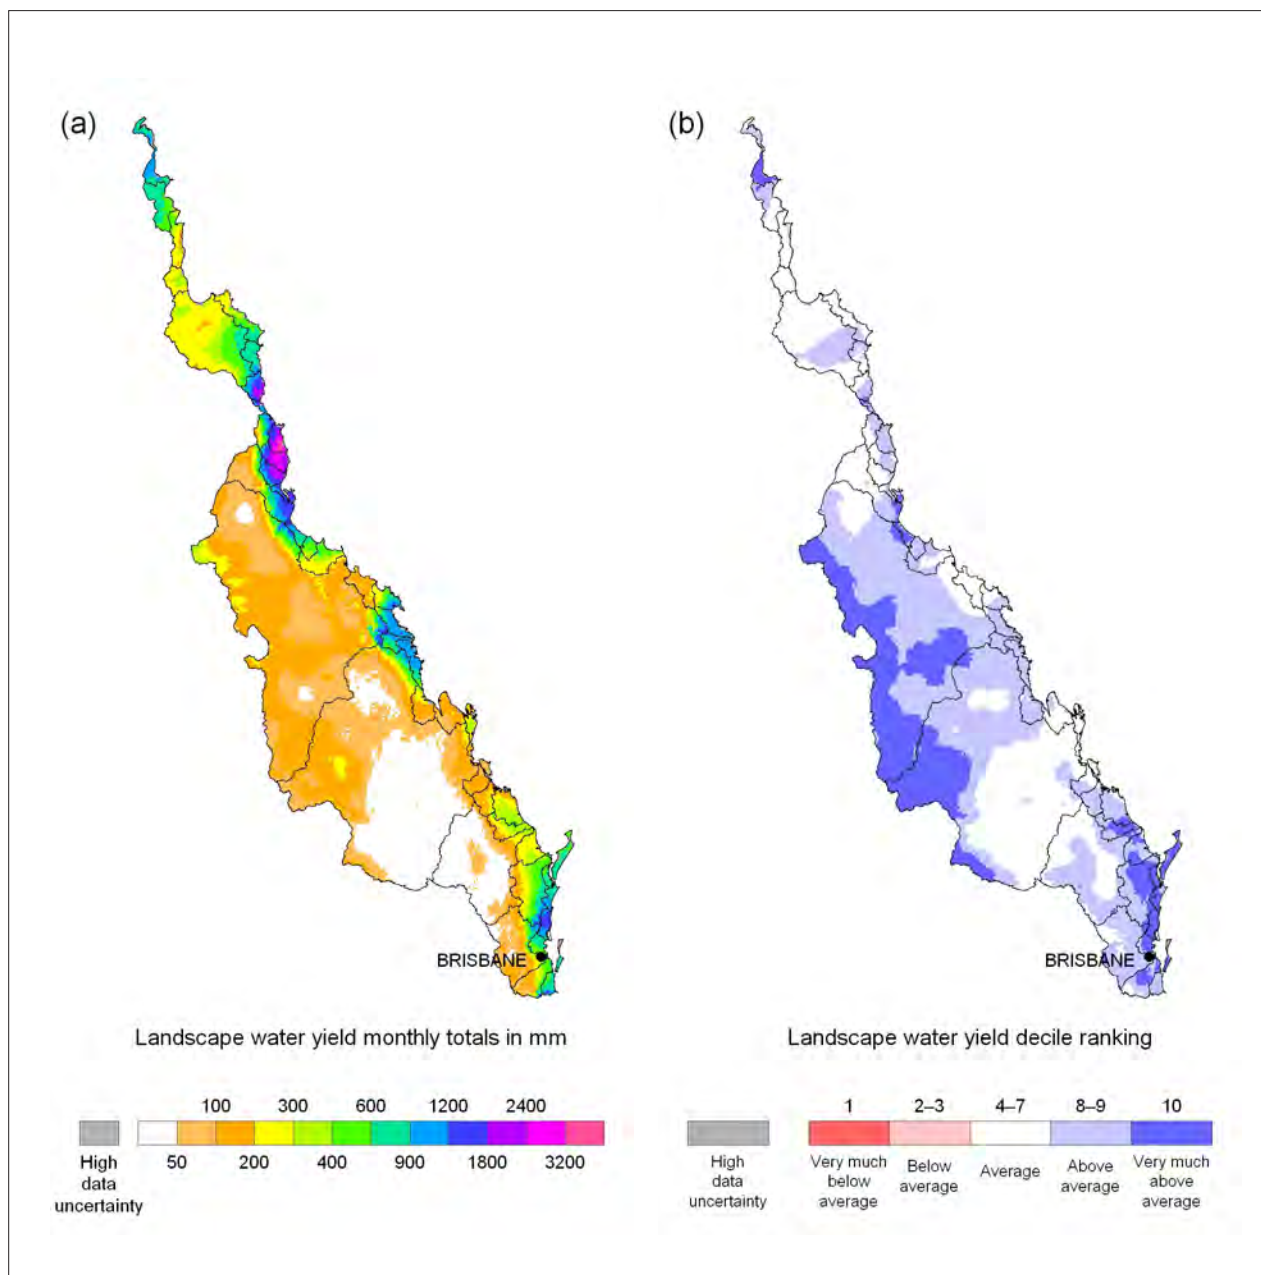 (a)
(b)
BRISBANE
BRISBANE
Landscape water yield monthly totals in mm
Landscape water yield decile ranking
100 300 600 1200 2400
50 200 400 900 1800 3200
High
data
uncertainty
1 2–3 4–7 8–9 10
High
data
uncertainty
Very much
below
average
Below
average
Average
Above
average
Very much
above
average